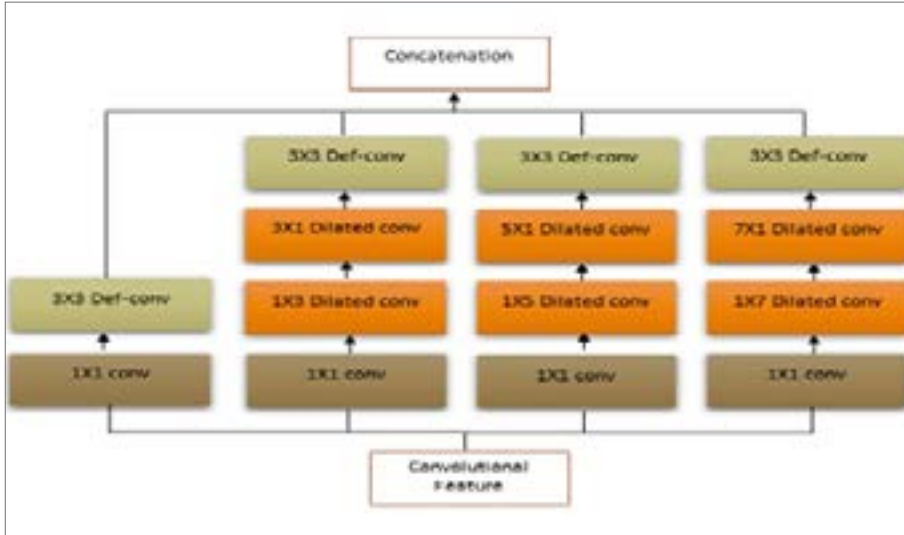 Concatenation
3X3 Def-conv
3X3 Def-conv
3X3 Def-conv
3X1 Dilated conv
5X1 Dilated conv
7X1 Dilated conv
3X3 Def-conv
1X3 Dilated conv
1X5 Dilated conv
1X7 Dilated conv
1X1 conv
1X1 conv
1X1 conv
1X1 conv
Convolutional
Feature